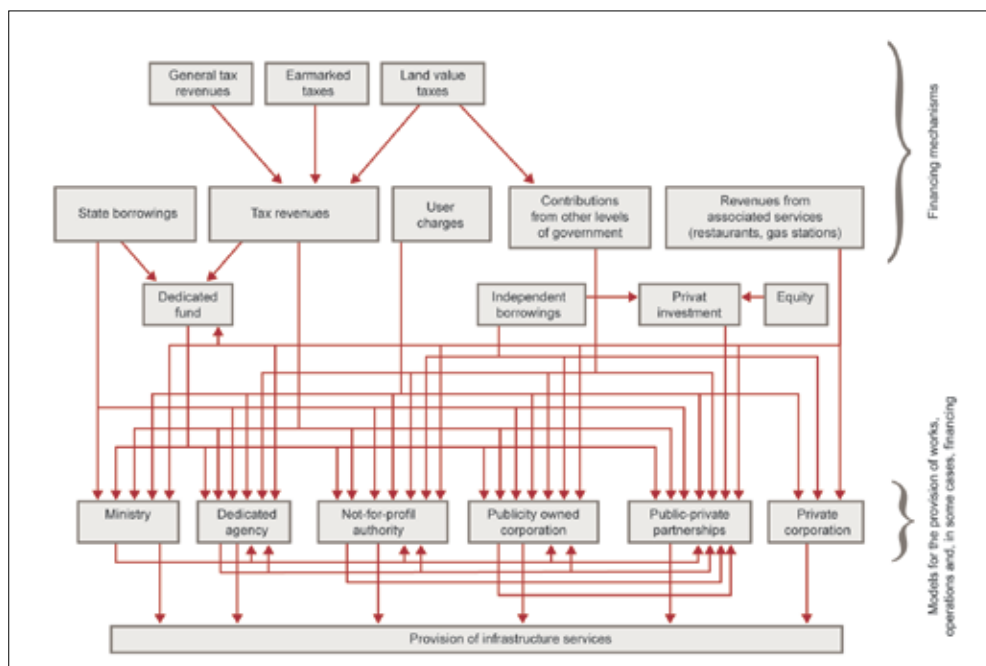 General tax
revenues
Earmarked
taxes
Land value
taxes
State borrowings
Tax revenues
User
charges
Contributions
from other levels
of government
Revenues from
associated services
(restaurants, gas stations)
Dedicated
fund
Independent
borrowings
Privat
investment
Equity
Ministry
Dedicated
agency
Not-for-profil
authority
Publicity owned
corporation
Public-private
partnerships
Private
corporation
Provision of infrastructure services
Financing mechanisms
Models for the provision of works,
operations and, in some cases, financing